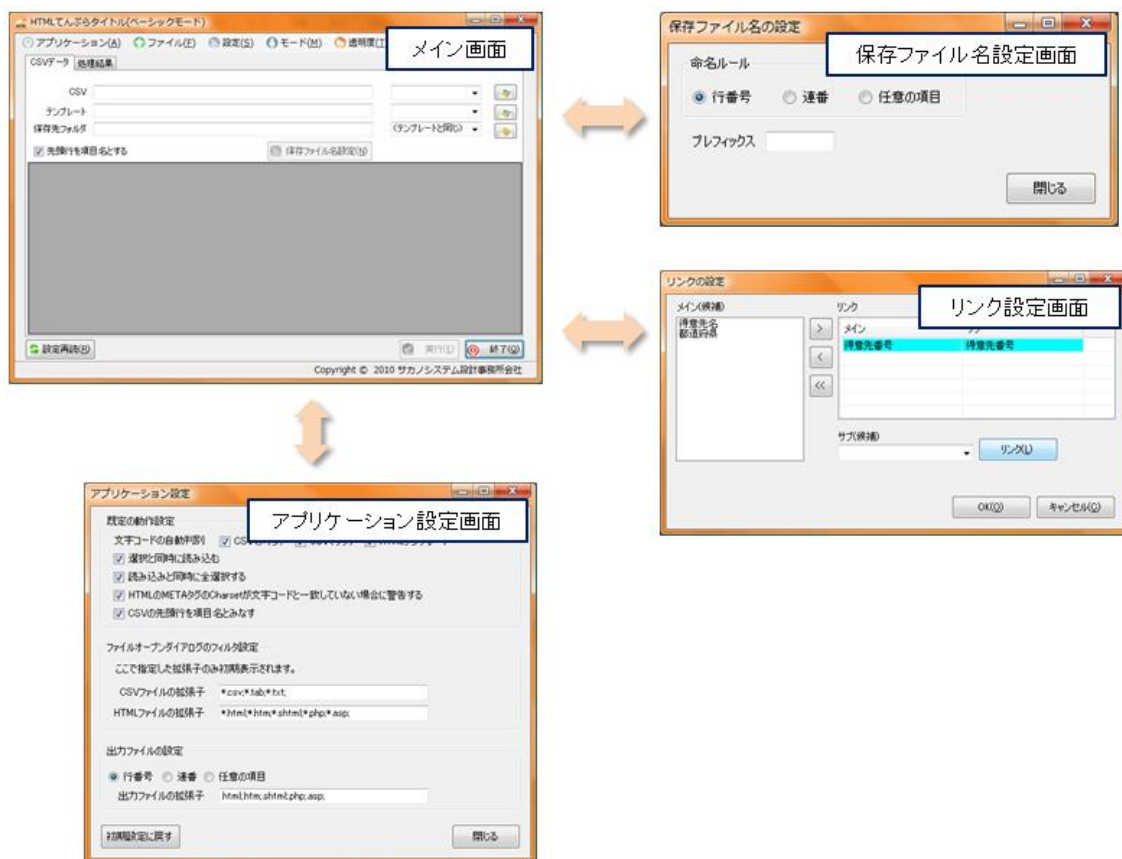 HTMLてんぷらタイトル(ベーシックモード)
アプリケーション(A) ファイル(F) 設定(S) モード(M) 透明度(T
メイン画面
CSVデータ 処理結果
CSV
テンプレート
保存先フォルダ (テンプレートと同じ)
先頭行を項目名とする 保存ファイル名設定(N)
設定再読(R) 実行(E) 終了(Q)
Copyright © 2010 サカノシステム設計事務所会社
保存ファイル名の設定
保存ファイル名設定画面
命名ルール
行番号 連番 任意の項目
プレフィックス
閉じる
リンクの設定
リンク設定画面
メイン(候補) リンク
得意先名
都道府県
メイン
得意先番号 得意先番号
>
<
<<
サブ(候補)
リンク(L)
OK(O) キャンセル(C)
アプリケーション設定
アプリケーション設定画面
既定の動作設定
文字コードの自動判別
選択と同時に読み込む
読み込みと同時に全選択する
HTMLのMETAタグのCharsetが文字コードと一致していない場合に警告する
CSVの先頭行を項目名とみなす
ファイルオープンダイアログのフィルタ設定
ここで指定した拡張子のみ初期表示されます。
CSVファイルの拡張子 *.csv;*.tab;*.txt;
HTMLファイルの拡張子 *.html;*.htm;*.shtml;*.php;*.asp;
出力ファイルの設定
行番号 連番 任意の項目
出力ファイルの拡張子 .html;.htm;.shtml;.php;.asp;
初期設定に戻す 閉じる